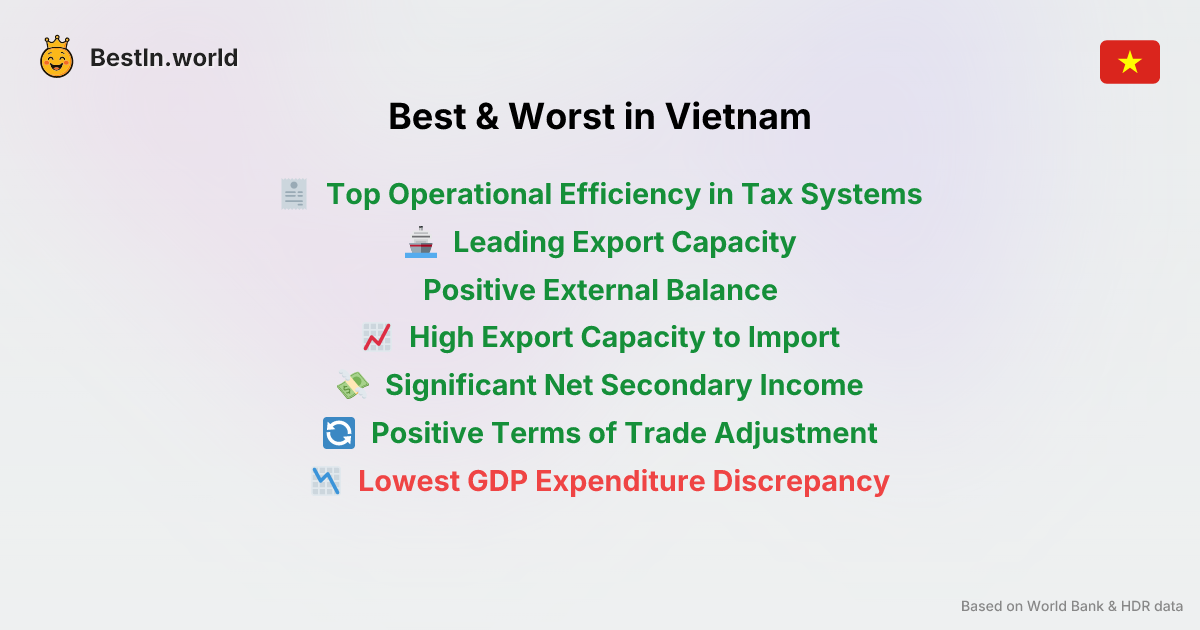 BestIn.world
Best & Worst in Vietnam
Top Operational Efficiency in Tax Systems
Leading Export Capacity
Positive External Balance
High Export Capacity to Import
Significant Net Secondary Income
Positive Terms of Trade Adjustment
Lowest GDP Expenditure Discrepancy
Based on World Bank & HDR data